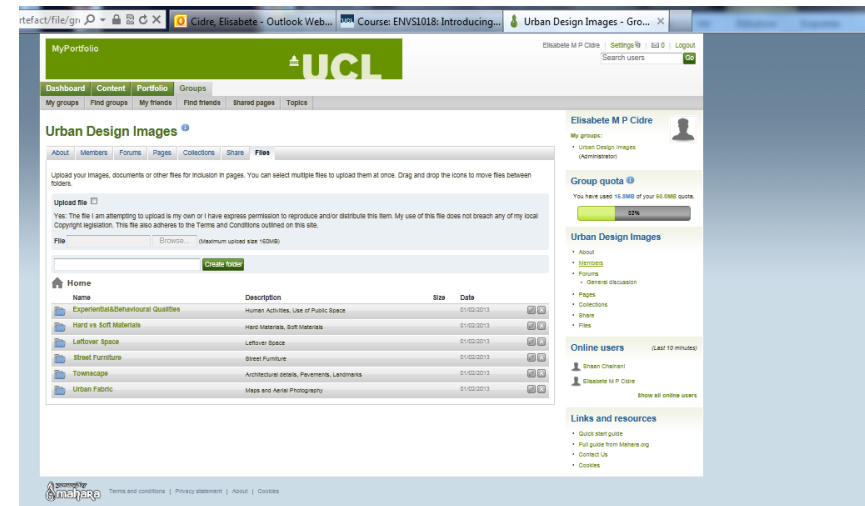 rtefact/file/gri
Cidre, Elisabete - Outlook Web...
Course: ENVS1018: Introducing...
Urban Design Images - Gro...
MyPortfolio
UCL
Elisabete M P Cidre | Settings | 0 | Logout
Search users Go
Dashboard Content Portfolio Groups
My groups Find groups My friends Find friends Shared pages Topics
Urban Design Images
About Members Forums Pages Collections Share Files
Upload your images, documents or other files for inclusion in pages. You can select multiple files to upload them at once. Drag and drop the icons to move files between
folders.
Upload file
Yes: The file I am attempting to upload is my own or I have express permission to reproduce and/or distribute this item. My use of this file does not breach any of my local
Copyright legislation. This file also adheres to the Terms and Conditions outlined on this site.
File Browse... (Maximum upload size 160MB)
Create folder
Home
Name Description Size Date
Experiential&Behavioural Qualities Human Activities, Use of Public Space 01/02/2013
Hard vs Soft Materials Hard Materials, Soft Materials 01/02/2013
Leftover Space Leftover Space 01/02/2013
Street Furniture Street Furniture 01/02/2013
Townscape Architectural details, Pavements, Landmarks 01/02/2013
Urban Fabric Maps and Aerial Photography 01/02/2013
Elisabete M P Cidre
My groups:
Urban Design Images
(Administrator)
Group quota
You have used 16.8MB of your 50.0MB quota.
33%
Urban Design Images
About
Members
Forums
General discussion
Pages
Collections
Share
Files
Online users (Last 10 minutes)
Elisabete M P Cidre
Show all online users
Links and resources
Quick start guide
Full guide from Mahara.org
Contact Us
Cookies
powered by
mahara
Terms and conditions | Privacy statement | About | Cookies